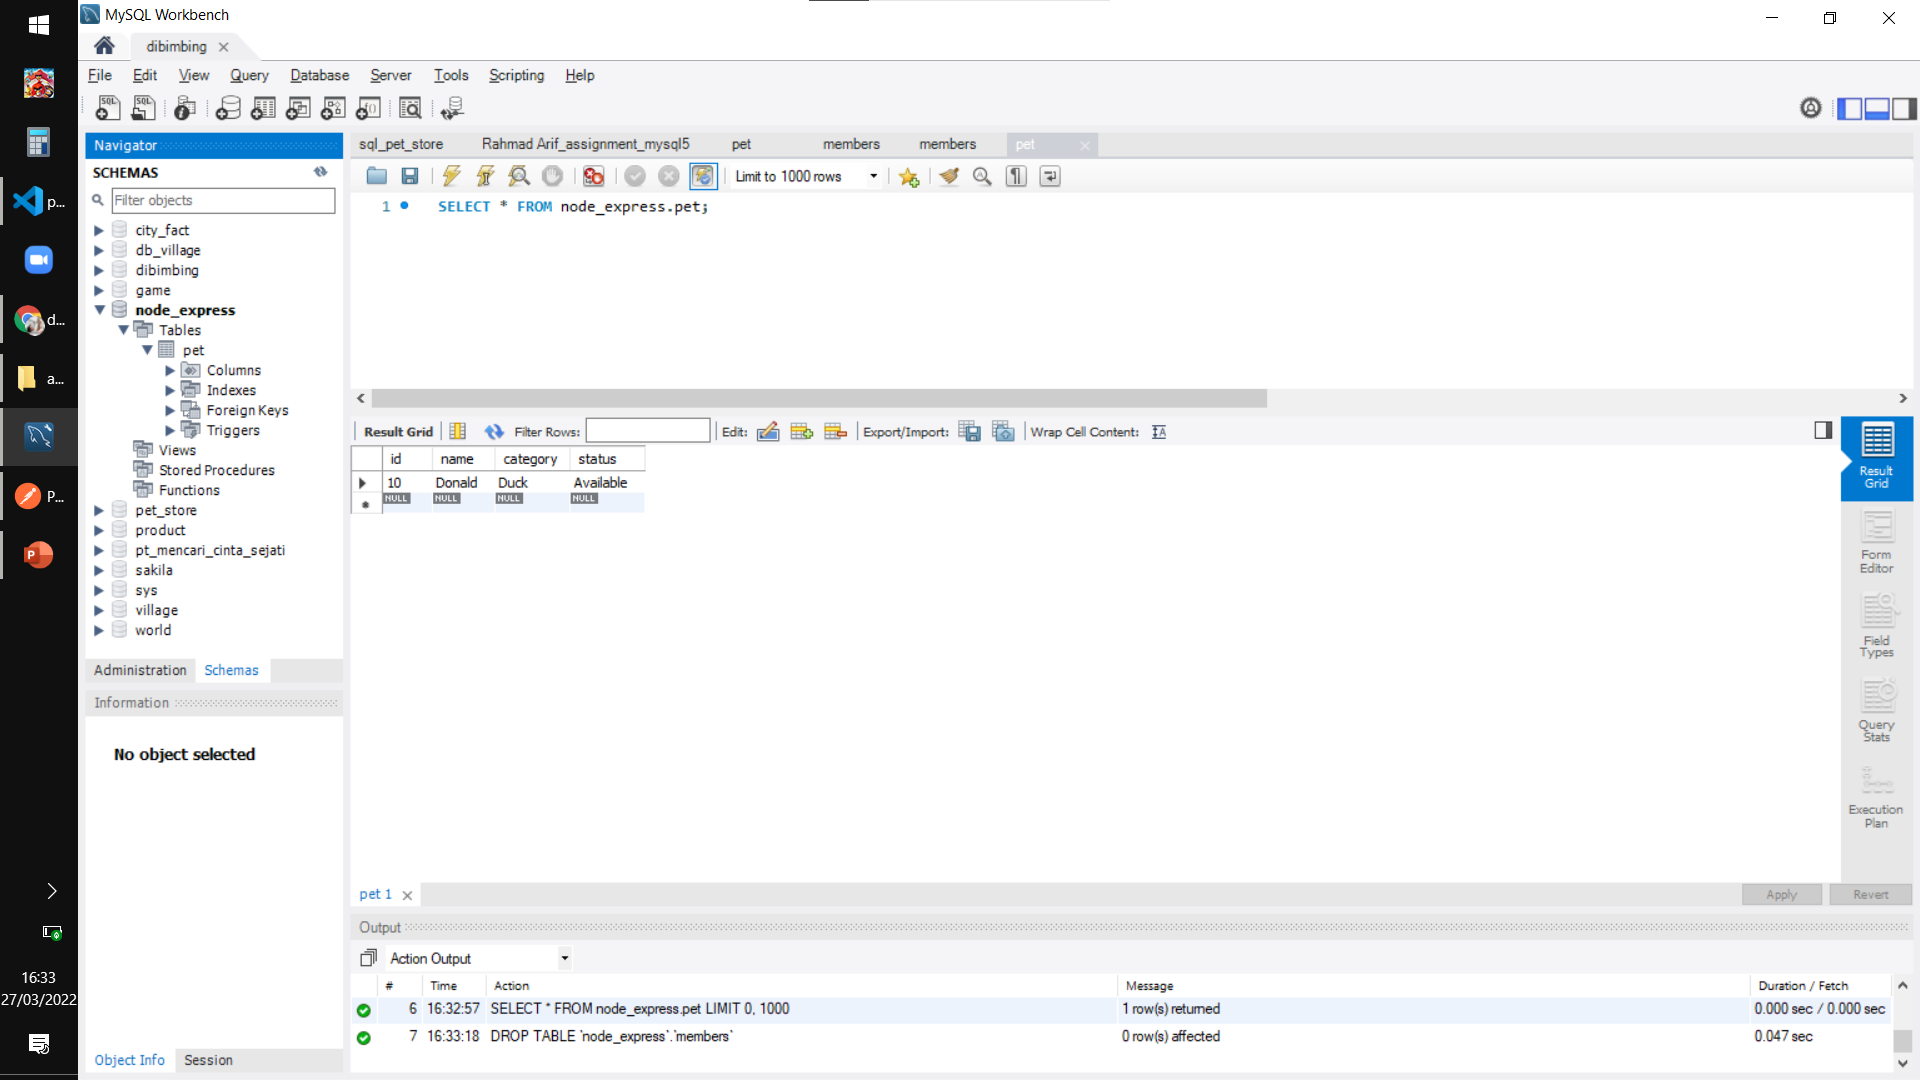 MySQL Workbench
dibimbing
File Edit View Query Database Server Tools Scripting Help
Navigator
SCHEMAS
Filter objects
city_fact
db_village
dibimbing
game
node_express
Tables
pet
Columns
Indexes
Foreign Keys
Triggers
Views
Stored Procedures
Functions
pet_store
product
pt_mencari_cinta_sejati
sakila
sys
village
world
Administration Schemas
Information
No object selected
Object Info Session
sql_pet_store Rahmad Arif_assignment_mysql5 pet members members pet
Limit to 1000 rows
1 SELECT * FROM node_express.pet;
Result Grid Filter Rows: Edit: Export/Import: Wrap Cell Content:
id name category status
10 Donald Duck Available
NULL NULL NULL NULL
Result
Grid
Form
Editor
Field
Types
Query
Stats
Execution
Plan
pet 1
Apply Revert
Output
Action Output
# Time Action Message Duration / Fetch
6 16:32:57 SELECT * FROM node_express.pet LIMIT 0, 1000 1 row(s) returned 0.000 sec / 0.000 sec
7 16:33:18 DROP TABLE `node_express`.`members` 0 row(s) affected 0.047 sec
p...
d...
a...
P...
16:33
27/03/2022